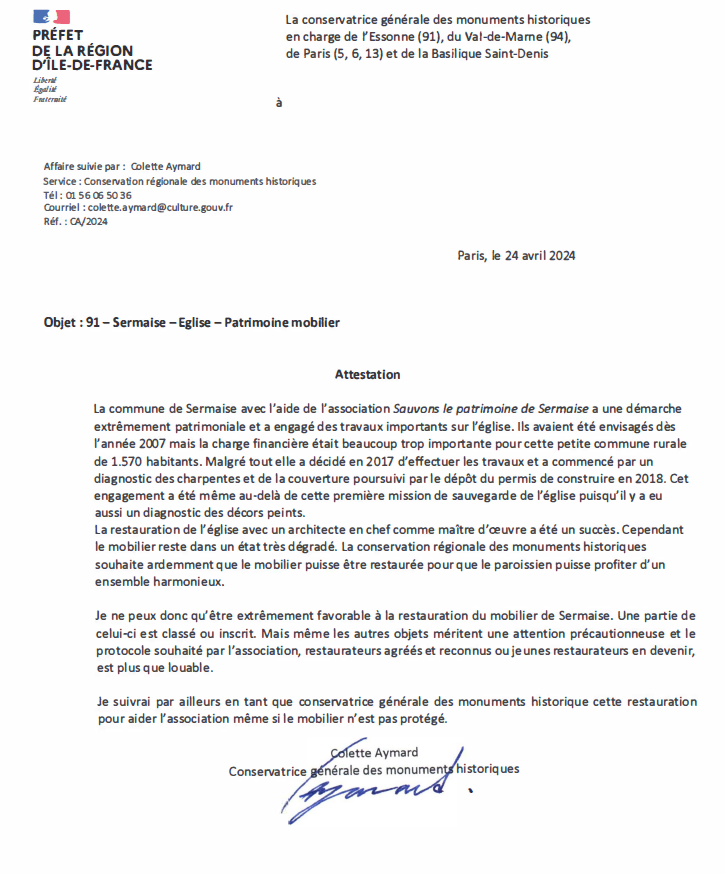 PRÉFET
DE LA RÉGION
D'ÎLE-DE-FRANCE
Liberté
Égalité
Fraternité
La conservatrice générale des monuments historiques
en charge de l'Essonne (91), du Val-de-Marne (94),
de Paris (5, 6, 13) et de la Basilique Saint-Denis
à
Affaire suivie par : Colette Aymard
Service : Conservation régionale des monuments historiques
Tél : 01 56 06 50 36
Courriel : colette.aymard@culture.gouv.fr
Réf. : CA/2024
Paris, le 24 avril 2024
Objet : 91 – Sermaise – Eglise – Patrimoine mobilier
Attestation
La commune de Sermaise avec l'aide de l'association Sauvons le patrimoine de Sermaise a une démarche
extrêmement patrimoniale et a engagé des travaux importants sur l'église. Ils avaient été envisagés dès
l'année 2007 mais la charge financière était beaucoup trop importante pour cette petite commune rurale
de 1.570 habitants. Malgré tout elle a décidé en 2017 d'effectuer les travaux et a commencé par un
diagnostic des charpentes et de la couverture poursuivi par le dépôt du permis de construire en 2018. Cet
engagement a été même au-delà de cette première mission de sauvegarde de l'église puisqu'il y a eu
aussi un diagnostic des décors peints.
La restauration de l'église avec un architecte en chef comme maître d'œuvre a été un succès. Cependant
le mobilier reste dans un état très dégradé. La conservation régionale des monuments historiques
souhaite ardemment que le mobilier puisse être restaurée pour que le paroissien puisse profiter d'un
ensemble harmonieux.
Je ne peux donc qu'être extrêmement favorable à la restauration du mobilier de Sermaise. Une partie de
celui-ci est classé ou inscrit. Mais même les autres objets méritent une attention précautionneuse et le
protocole souhaité par l'association, restaurateurs agréés et reconnus ou jeunes restaurateurs en devenir,
est plus que louable.
Je suivrai par ailleurs en tant que conservatrice générale des monuments historique cette restauration
pour aider l'association même si le mobilier n'est pas protégé.
Colette Aymard
Conservatrice générale des monuments historiques
Aymard.